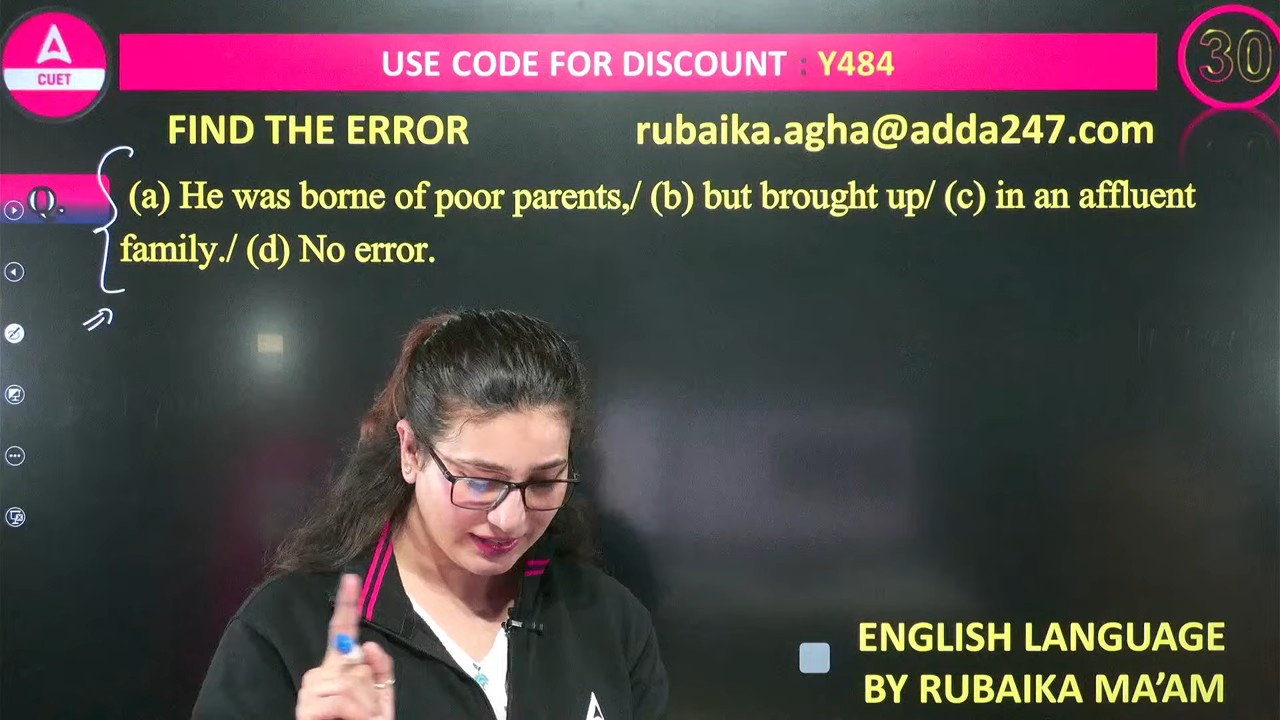 CUET
USE CODE FOR DISCOUNT : Y484
30
FIND THE ERROR
rubaika.agha@adda247.com
Q.
(a) He was borne of poor parents,/ (b) but brought up/ (c) in an affluent
family./ (d) No error.
ENGLISH LANGUAGE
BY RUBAIKA MA’AM